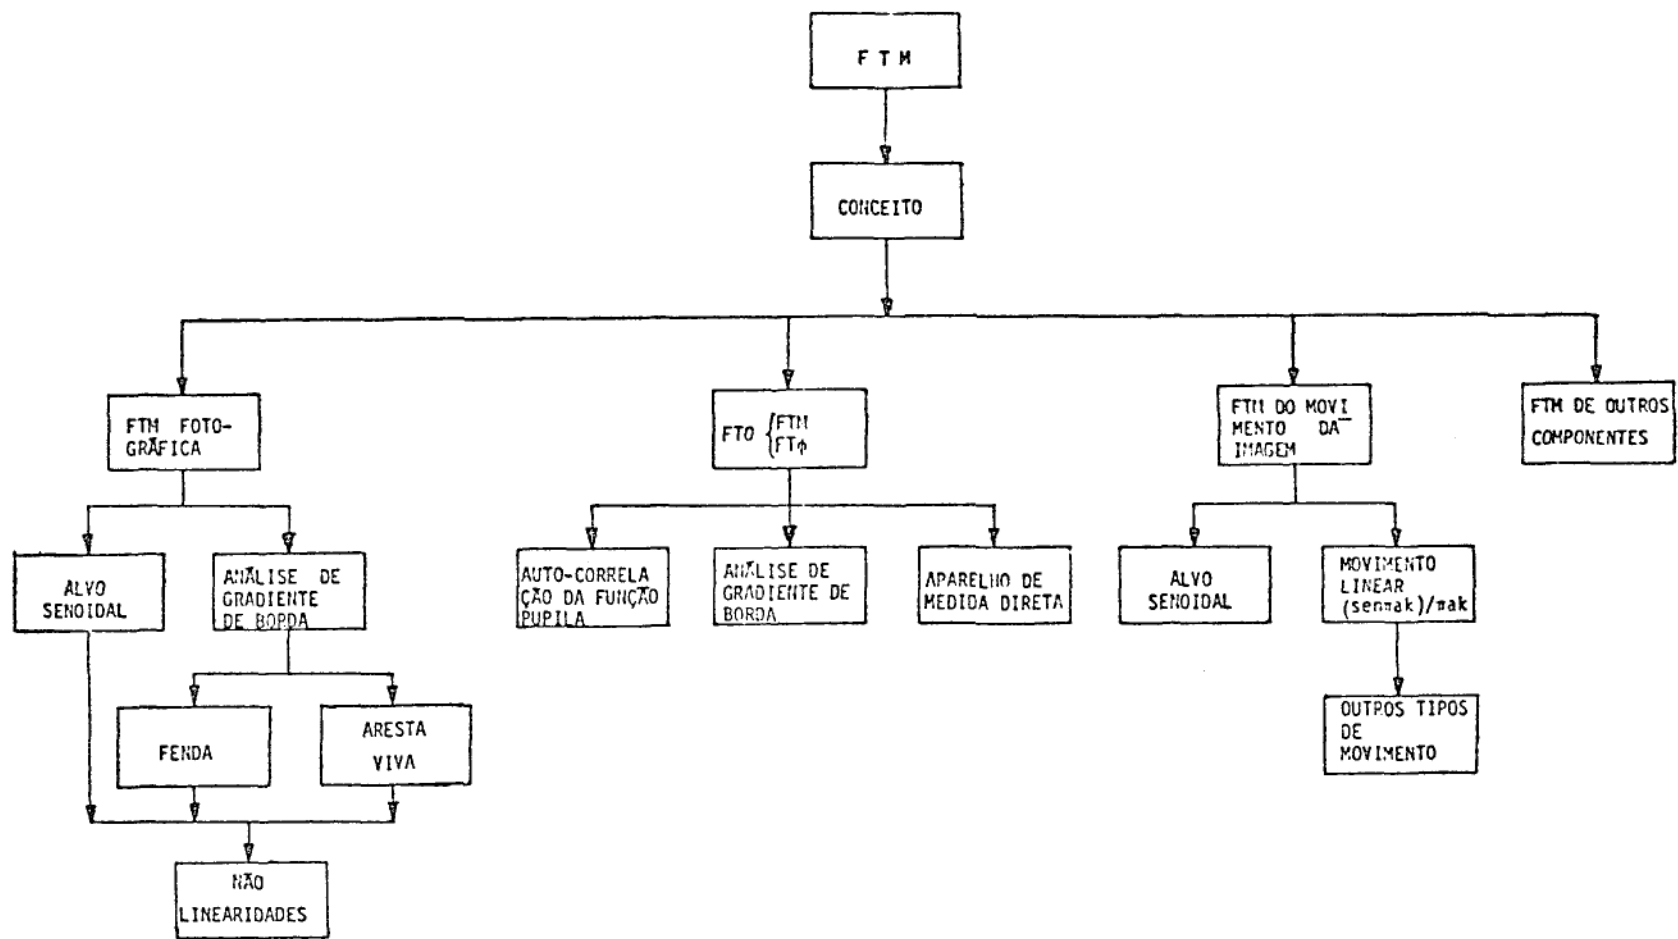 F T M
CONCEITO
FTM FOTO-
GRÁFICA
FTO {FTM
FTφ
FTM DO MOVI
MENTO DA
IMAGEM
FTM DE OUTROS
COMPONENTES
ALVO
SENOIDAL
ANÁLISE DE
GRADIENTE
DE BORDA
AUTO-CORRELA
ÇÃO DA FUNÇÃO
PUPILA
ANÁLISE DE
GRADIENTE DE
BORDA
APARELHO DE
MEDIDA DIRETA
ALVO
SENOIDAL
MOVIMENTO
LINEAR
(senπak)/πak
FENDA
ARESTA
VIVA
OUTROS TIPOS
DE
MOVIMENTO
NÃO
LINEARIDADES